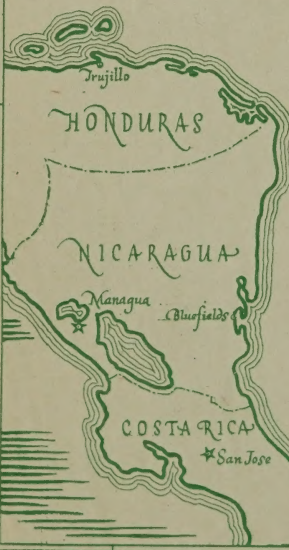 Trujillo
HONDURAS
NICARAGUA
Managua
Bluefields
COSTA RICA
San Jose